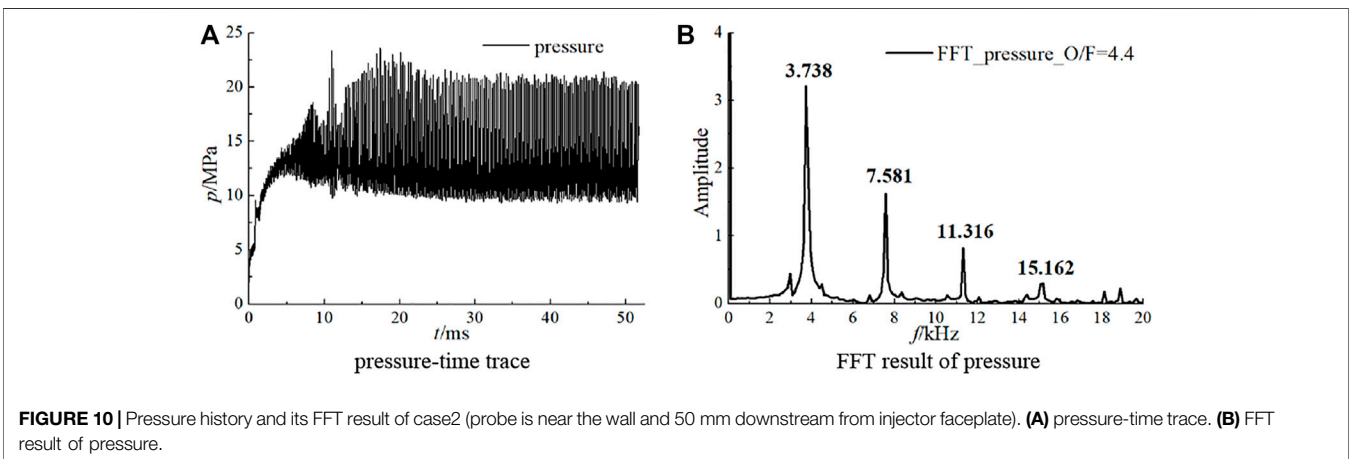 A
pressure
25
20
15
10
5
0
p/MPa
0
10
20
30
40
50
t/ms
pressure-time trace
B
FFT_pressure_O/F=4.4
4
3
2
1
0
Amplitude
3.738
7.581
11.316
15.162
0
2
4
6
8
10
12
14
16
18
20
f/kHz
FFT result of pressure
FIGURE 10 | Pressure history and its FFT result of case2 (probe is near the wall and 50 mm downstream from injector faceplate). (A) pressure-time trace. (B) FFT
result of pressure.